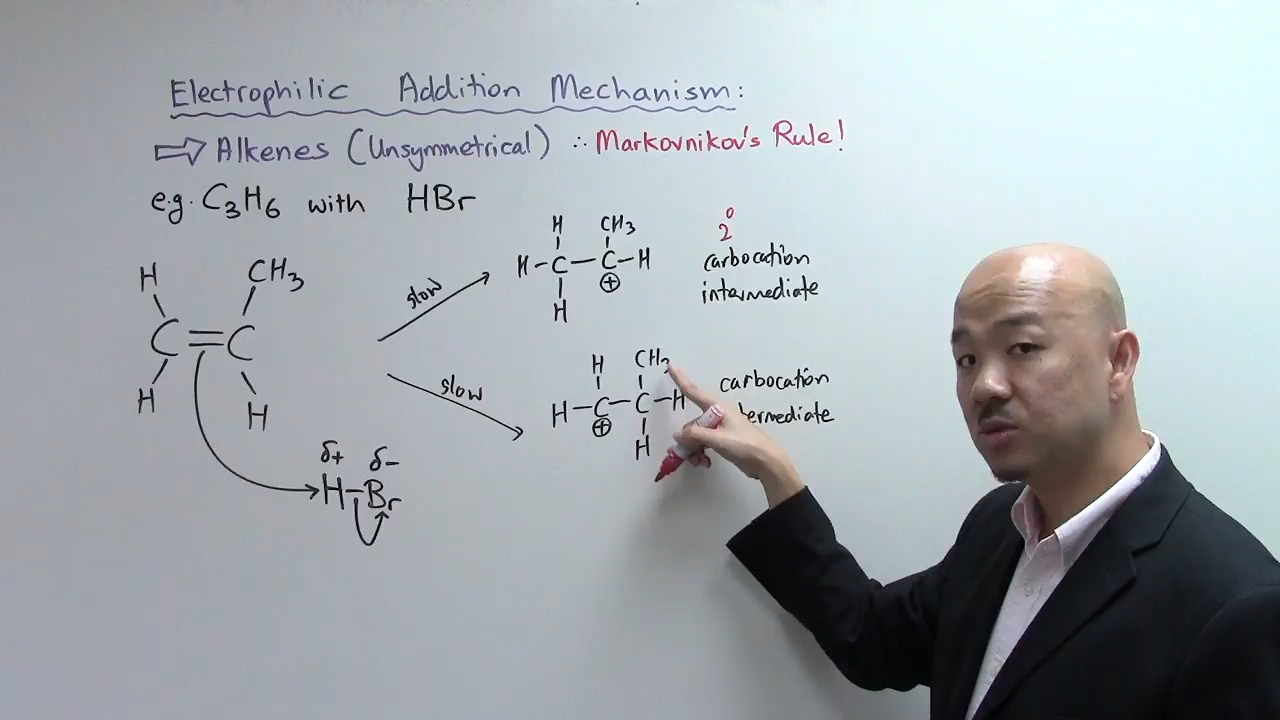 Electrophilic Addition Mechanism:
⇨ Alkenes (Unsymmetrical) ∴ Markovnikov's Rule!
e.g. C₃H₆ with HBr
H CH₃
C=C
H H
δ+ δ-
H-Br
slow
slow
H CH₃
H-C-C-H
⊕
H
2°
carbocation
intermediate
H CH₃
H-C-C-H
⊕
H
carbocation